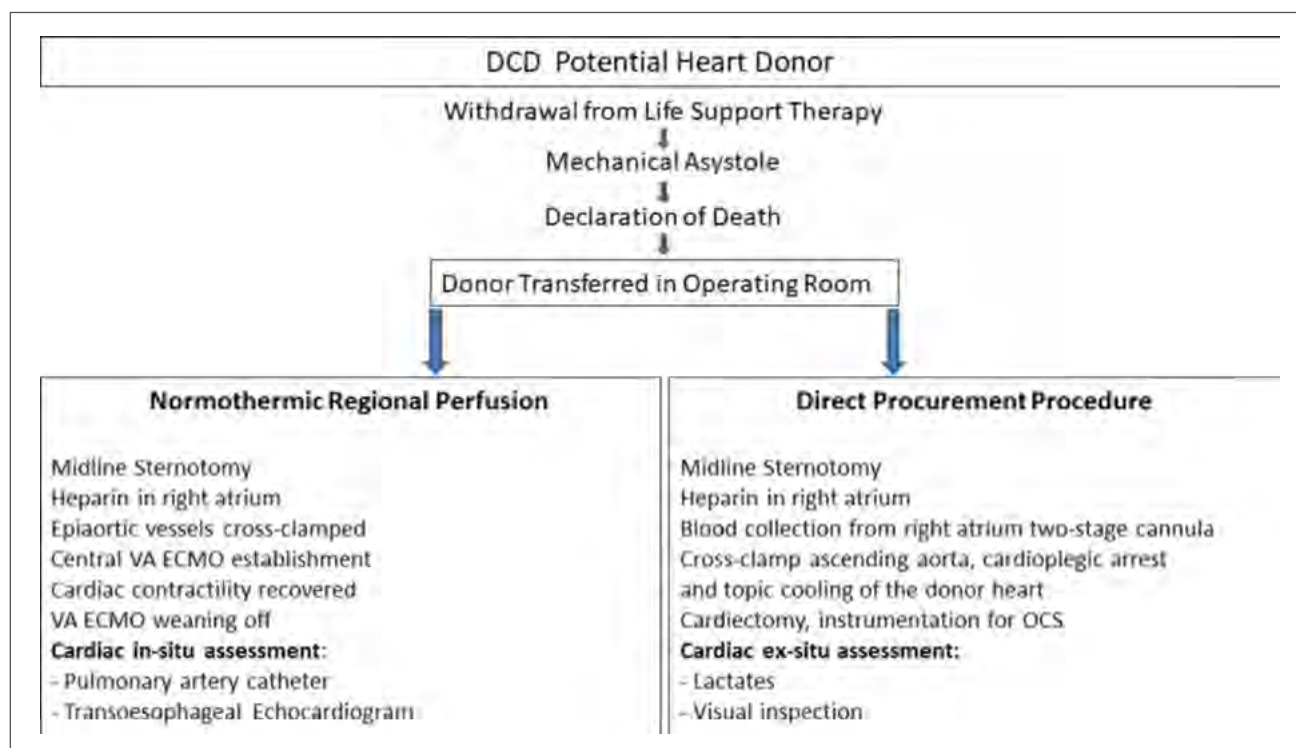 DCD Potential Heart Donor
Withdrawal from Life Support Therapy
Mechanical Asystole
Declaration of Death
Donor Transferred in Operating Room
Normothermic Regional Perfusion
Midline Sternotomy
Heparin in right atrium
Epiaortic vessels cross-clamped
Central VA ECMO establishment
Cardiac contractility recovered
VA ECMO weaning off
Cardiac in-situ assessment:
- Pulmonary artery catheter
- Transoesophageal Echocardiogram
Direct Procurement Procedure
Midline Sternotomy
Heparin in right atrium
Blood collection from right atrium two-stage cannula
Cross-clamp ascending aorta, cardioplegic arrest
and topic cooling of the donor heart
Cardiectomy, instrumentation for OCS
Cardiac ex-situ assessment:
- Lactates
- Visual inspection